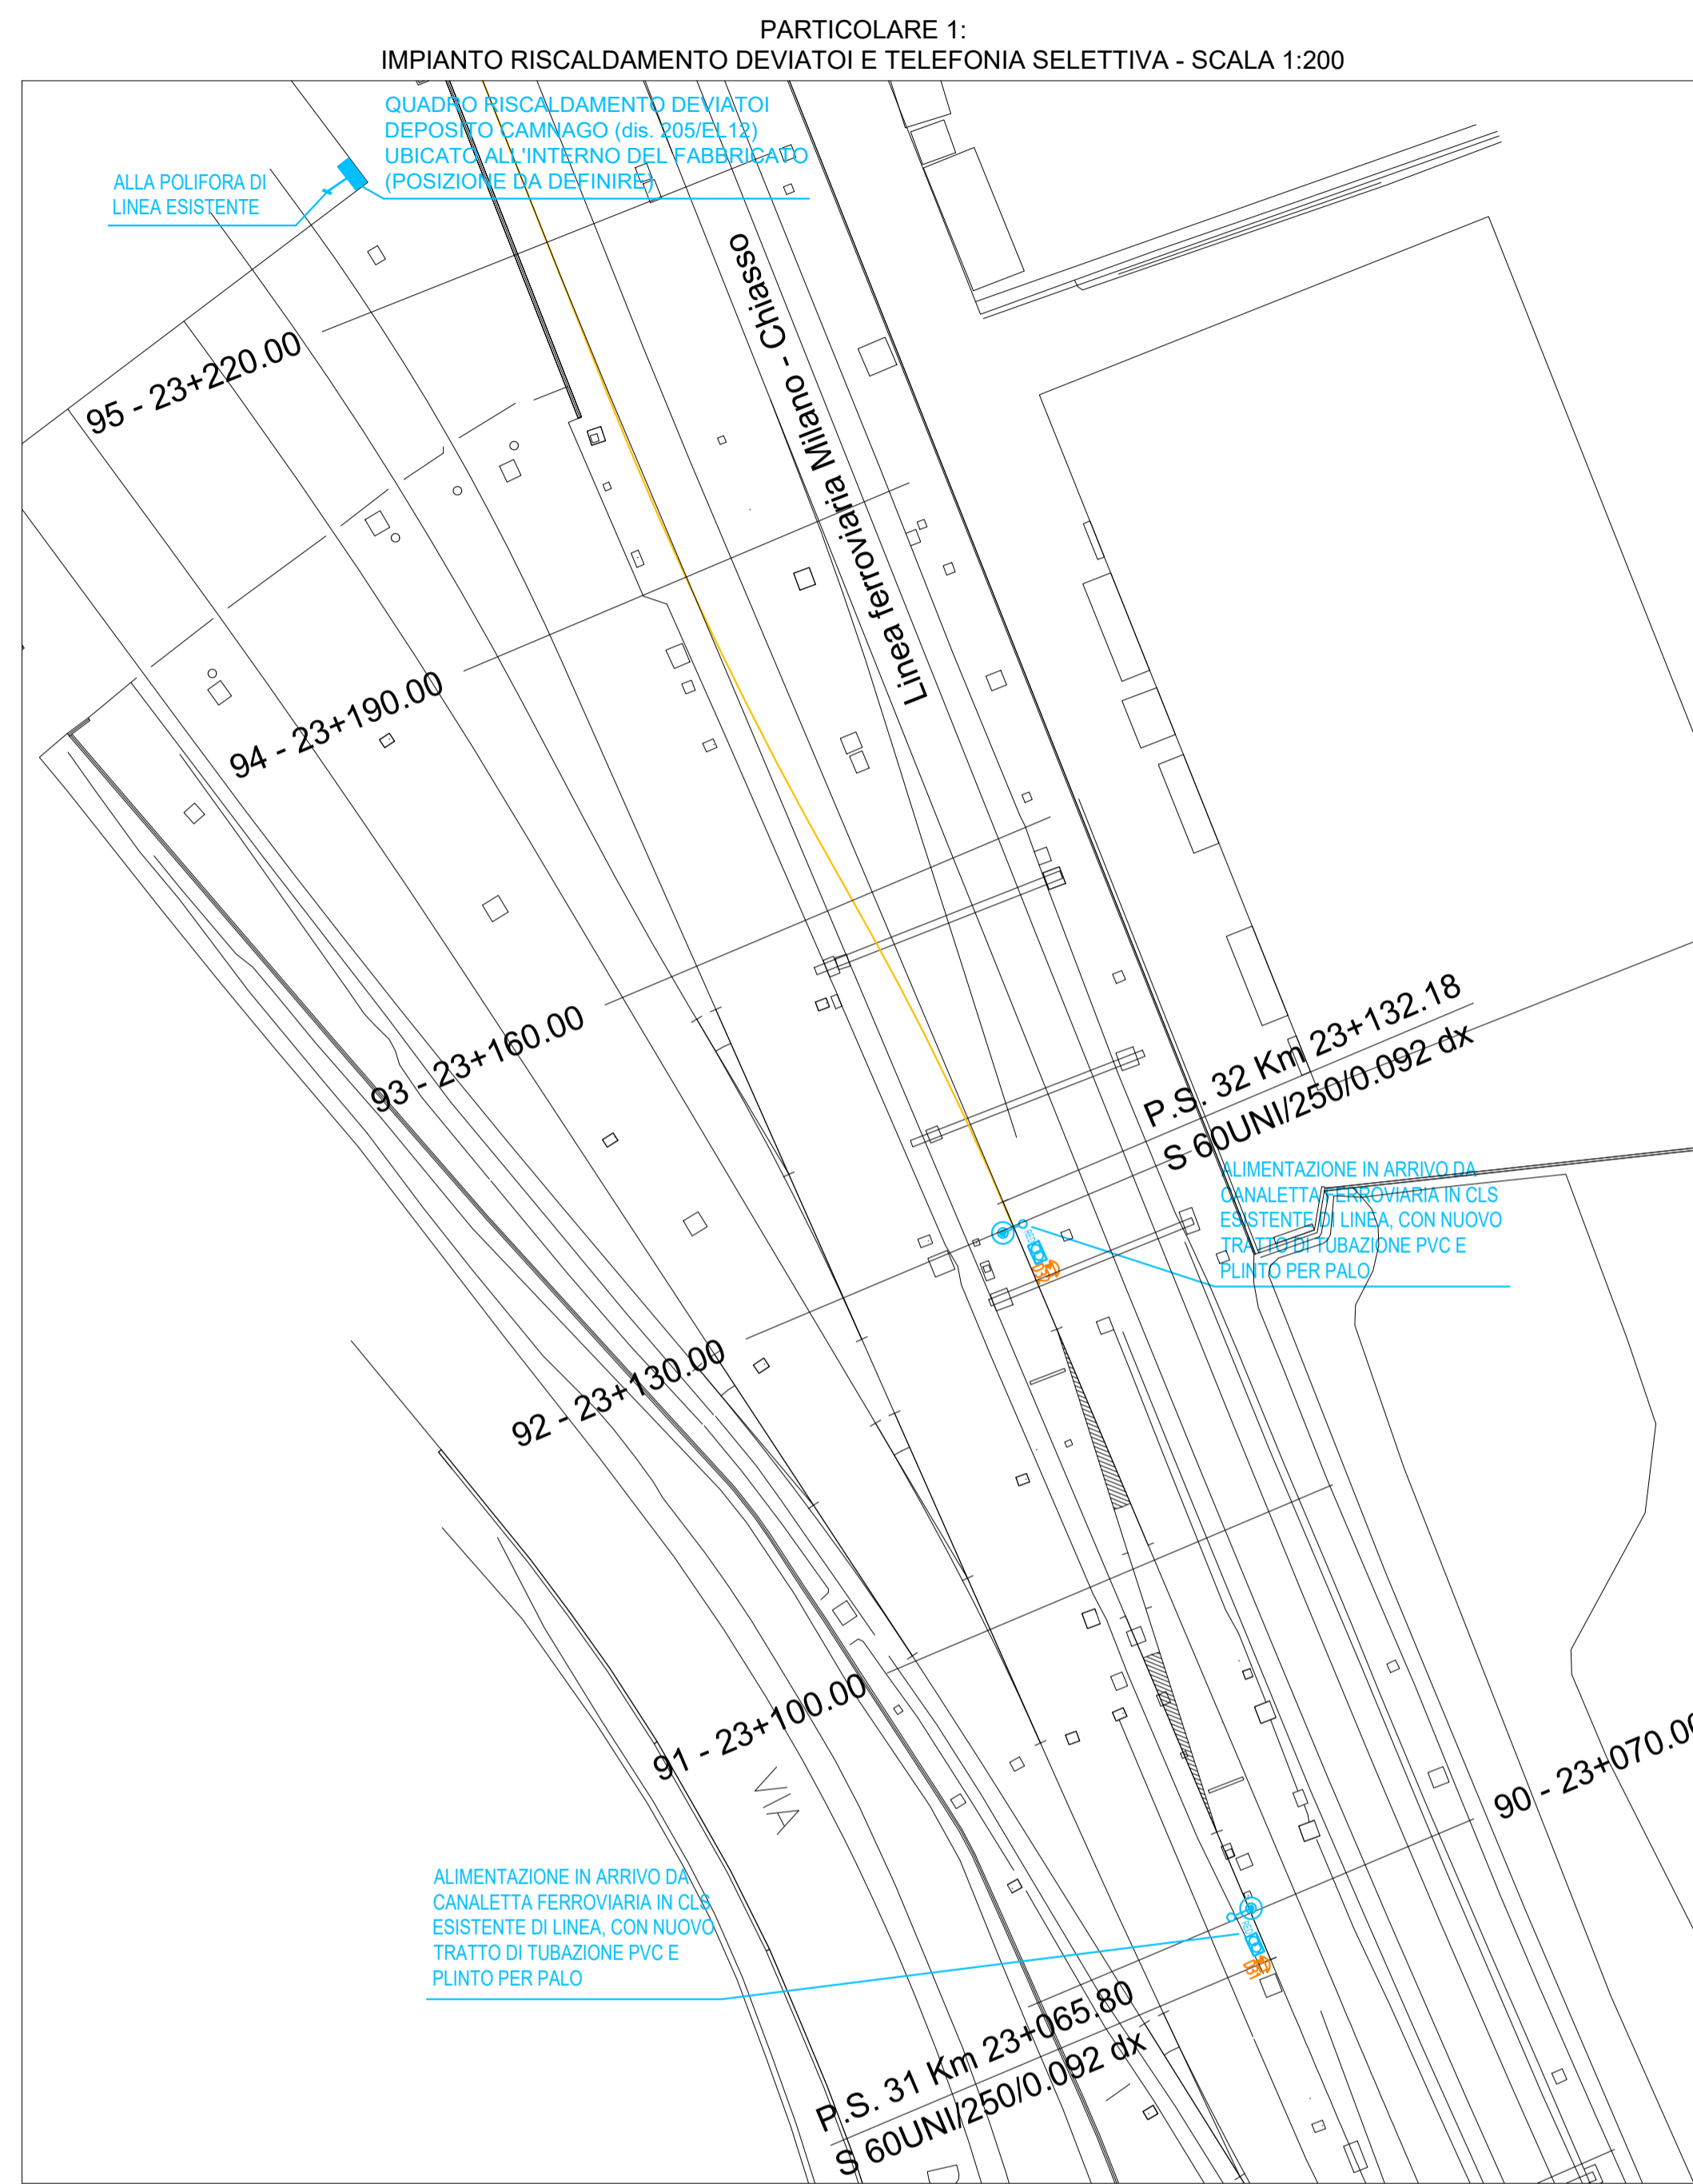 PARTICOLARE 1:
IMPIANTO RISCALDAMENTO DEVIATOI E TELEFONIA SELETTIVA - SCALA 1:200
QUADRO RISCALDAMENTO DEVIATOI
DEPOSITO CAMNAGO (dis. 205/EL12)
UBICATO ALL'INTERNO DEL FABBRICATO
(POSIZIONE DA DEFINIRE)
ALLA POLIFORA DI
LINEA ESISTENTE
Linea ferroviaria Milano - Chiasso
95 - 23+220.00
94 - 23+190.00
93 - 23+160.00
P.S. 32 Km 23+132.18
S 60UNI/250/0.092 dx
ALIMENTAZIONE IN ARRIVO DA
CANALETTA FERROVIARIA IN CLS
ESISTENTE DI LINEA, CON NUOVO
TRATTO DI TUBAZIONE PVC E
PLINTO PER PALO
92 - 23+130.00
91 - 23+100.00
VIA
90 - 23+070.00
ALIMENTAZIONE IN ARRIVO DA
CANALETTA FERROVIARIA IN CLS
ESISTENTE DI LINEA, CON NUOVO
TRATTO DI TUBAZIONE PVC E
PLINTO PER PALO
P.S. 31 Km 23+065.80
S 60UNI/250/0.092 dx